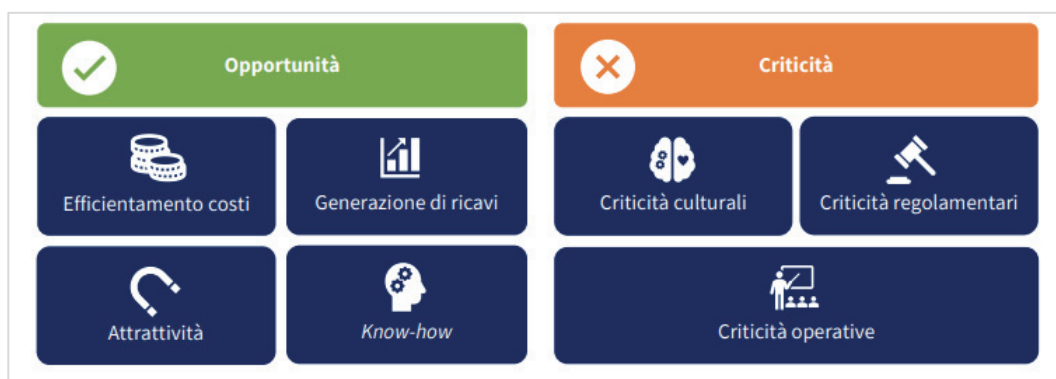 Opportunità
Efficientamento costi
Generazione di ricavi
Attrattività
Know-how
Criticità
Criticità culturali
Criticità regolamentari
Criticità operative